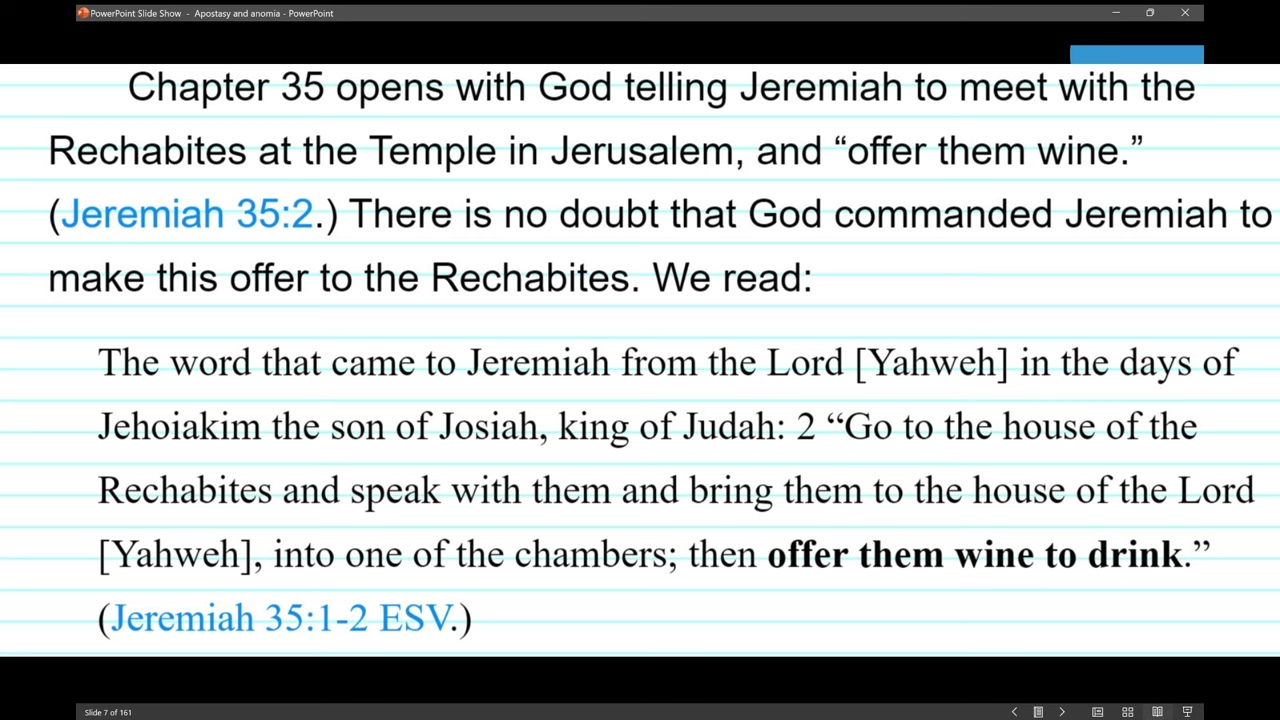 PowerPoint Slide Show - Apostasy and anomia - PowerPoint
Chapter 35 opens with God telling Jeremiah to meet with the
Rechabites at the Temple in Jerusalem, and “offer them wine.”
(Jeremiah 35:2.) There is no doubt that God commanded Jeremiah to
make this offer to the Rechabites. We read:
The word that came to Jeremiah from the Lord [Yahweh] in the days of
Jehoiakim the son of Josiah, king of Judah: 2 “Go to the house of the
Rechabites and speak with them and bring them to the house of the Lord
[Yahweh], into one of the chambers; then offer them wine to drink.”
(Jeremiah 35:1-2 ESV.)
Slide 7 of 161